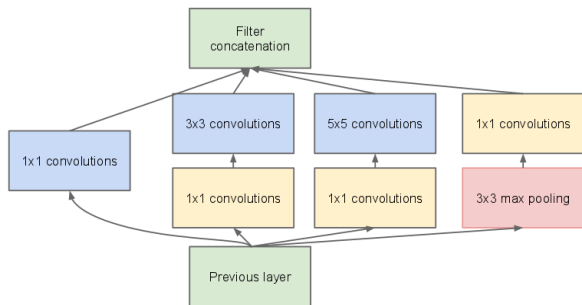 Filter
concatenation
3x3 convolutions
5x5 convolutions
1x1 convolutions
1x1 convolutions
1x1 convolutions
1x1 convolutions
3x3 max pooling
Previous layer